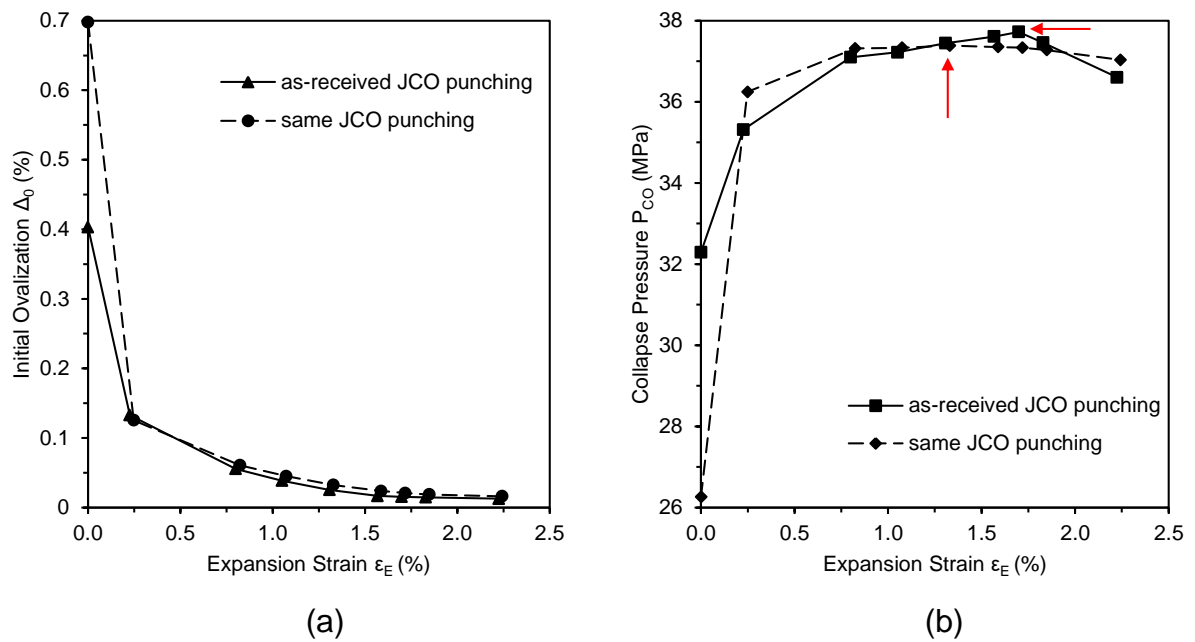 0.7
0.6
0.5
0.4
0.3
0.2
0.1
0
0.0 0.5 1.0 1.5 2.0 2.5
Initial Ovalization Δ0 (%)
Expansion Strain εE (%)
as-received JCO punching
same JCO punching
(a)
40
38
36
34
32
30
28
26
0.0 0.5 1.0 1.5 2.0 2.5
Collapse Pressure PCO (MPa)
Expansion Strain εE (%)
as-received JCO punching
same JCO punching
(b)